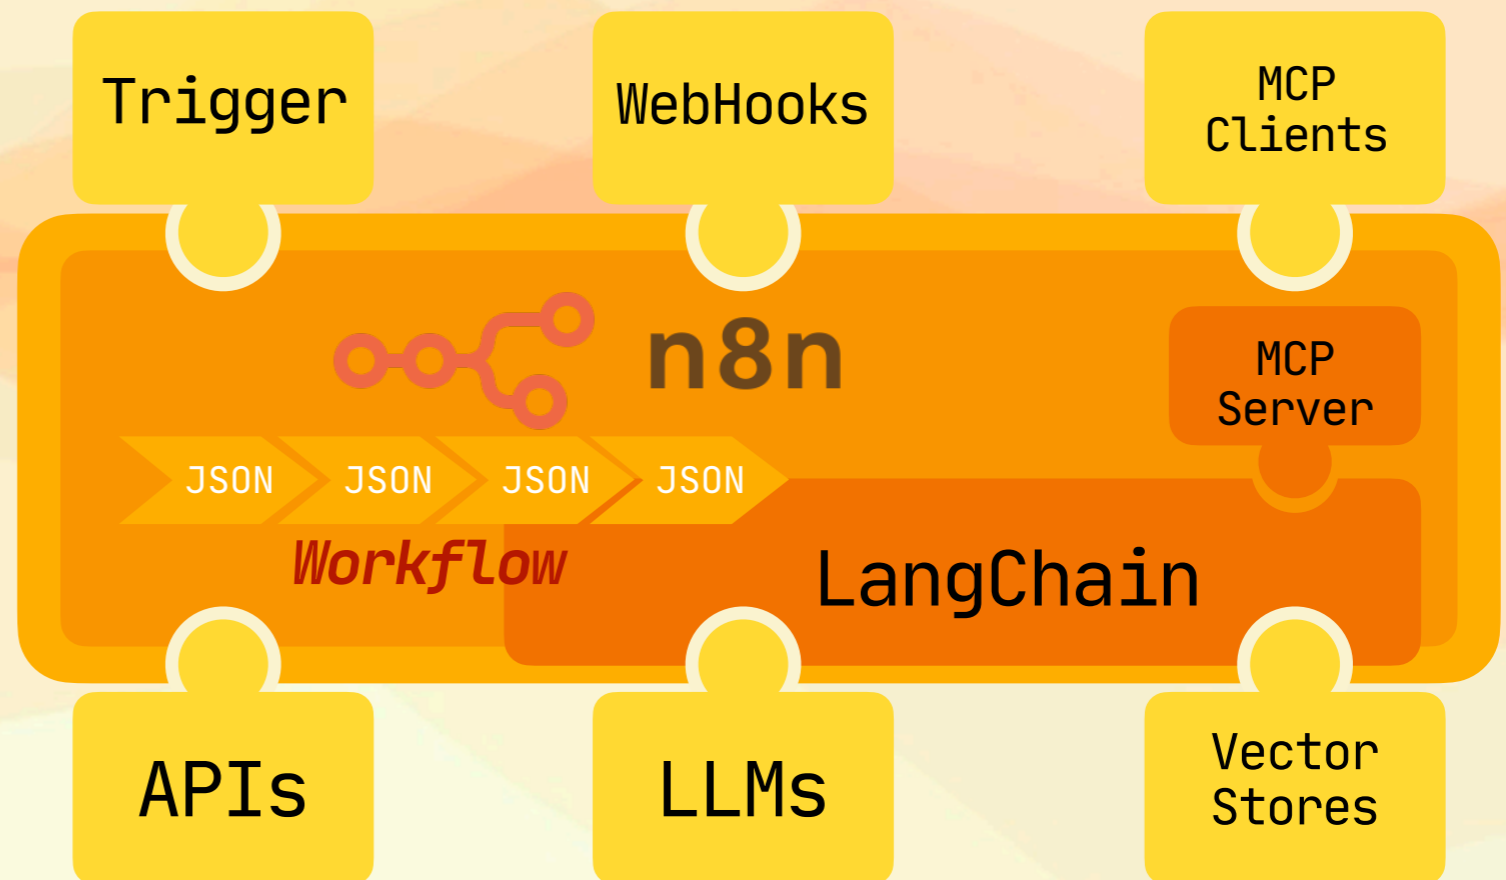 Trigger
WebHooks
MCP
Clients
n8n
MCP
Server
JSON JSON JSON JSON
Workflow
LangChain
APIs
LLMs
Vector
Stores